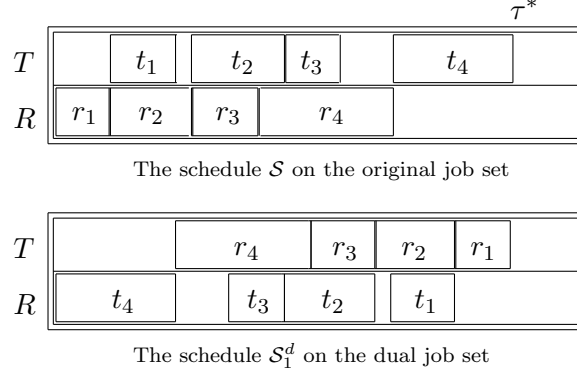 τ*
T t₁ t₂ t₃ t₄
R r₁ r₂ r₃ r₄
The schedule 𝒮 on the original job set
T r₄ r₃ r₂ r₁
R t₄ t₃ t₂ t₁
The schedule 𝒮₁ᵈ on the dual job set